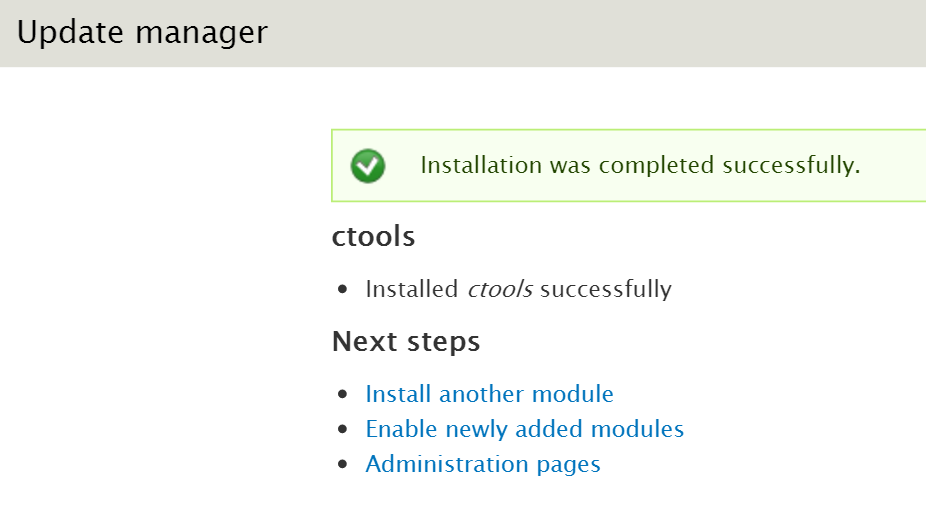 Update manager
Installation was completed successfully.
ctools
Installed ctools successfully
Next steps
Install another module
Enable newly added modules
Administration pages